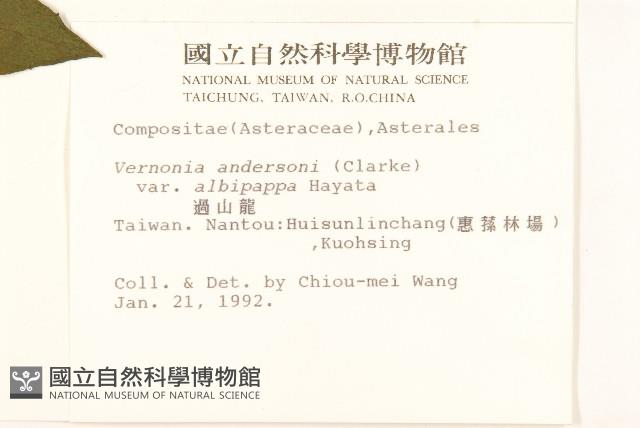 國立自然科學博物館
NATIONAL MUSEUM OF NATURAL SCIENCE
TAICHUNG, TAIWAN, R.O.CHINA
Compositae(Asteraceae),Asterales
Vernonia andersoni (Clarke)
var. albipappa Hayata
過山龍
Taiwan. Nantou:Huisunlinchang(惠蓀林場)
,Kuohsing
Coll. & Det. by Chiou-mei Wang
Jan. 21, 1992.
國立自然科學博物館
NATIONAL MUSEUM OF NATURAL SCIENCE